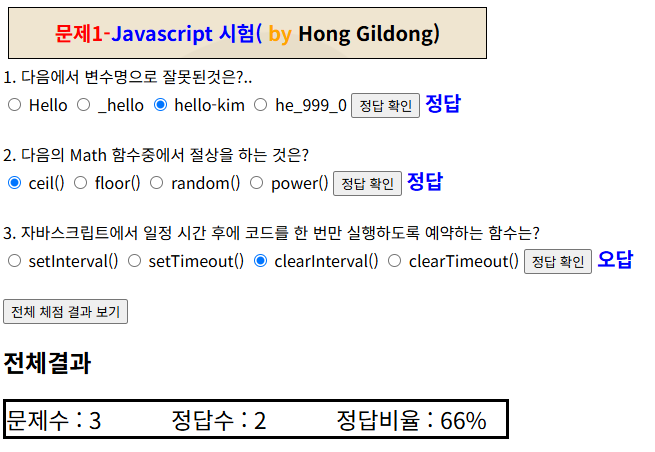 문제1-Javascript 시험( by Hong Gildong)
1. 다음에서 변수명으로 잘못된것은?..
Hello _hello hello-kim he_999_0 정답 확인 정답
2. 다음의 Math 함수중에서 절상을 하는 것은?
ceil() floor() random() power() 정답 확인 정답
3. 자바스크립트에서 일정 시간 후에 코드를 한 번만 실행하도록 예약하는 함수는?
setInterval() setTimeout() clearInterval() clearTimeout() 정답 확인 오답
전체 체점 결과 보기
전체결과
문제수 : 3 정답수 : 2 정답비율 : 66%